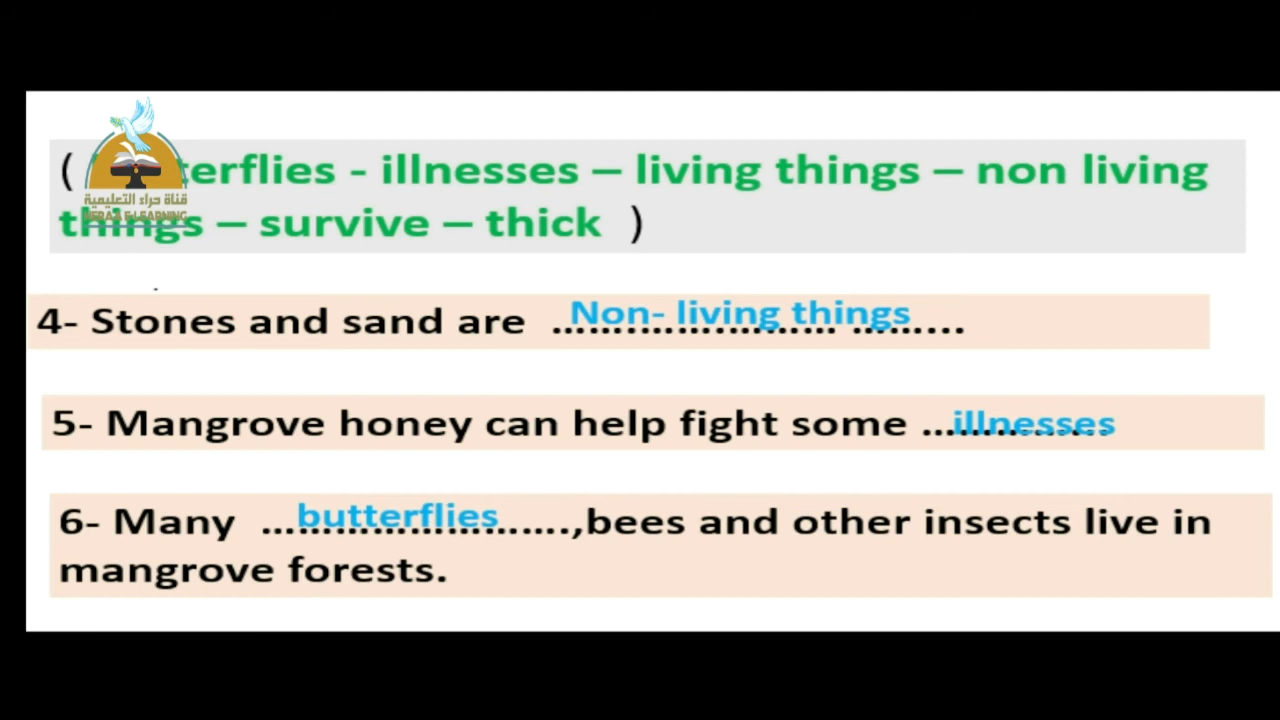 ( terflies - illnesses – living things – non living
things – survive – thick )
قناة حراء التعليمية
HERAA E-LEARNING
4- Stones and sand are ........................ Non- living things
5- Mangrove honey can help fight some ............... illnesses
6- Many ........................ butterflies ,bees and other insects live in
mangrove forests.